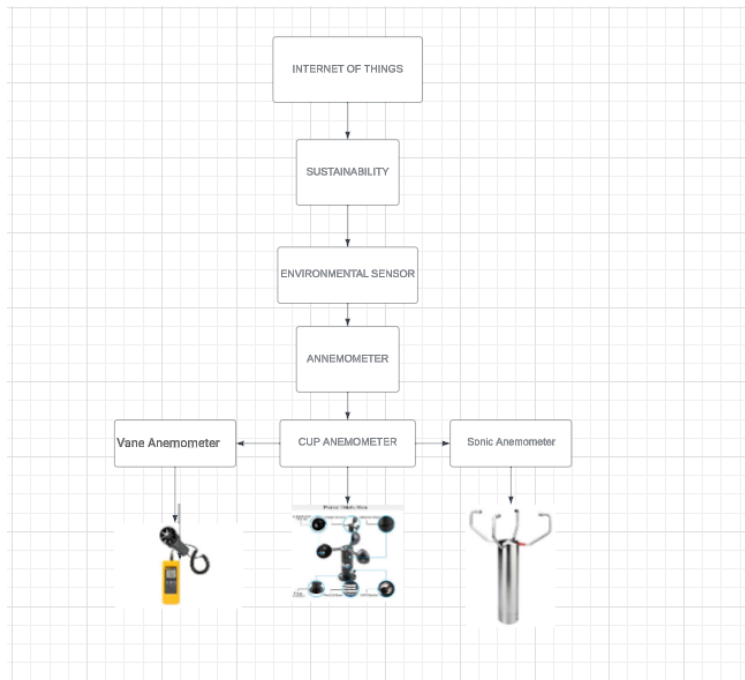 INTERNET OF THINGS
SUSTAINABILITY
ENVIRONMENTAL SENSOR
ANNEMOMETER
Vane Anemometer
CUP ANEMOMETER
Sonic Anemometer